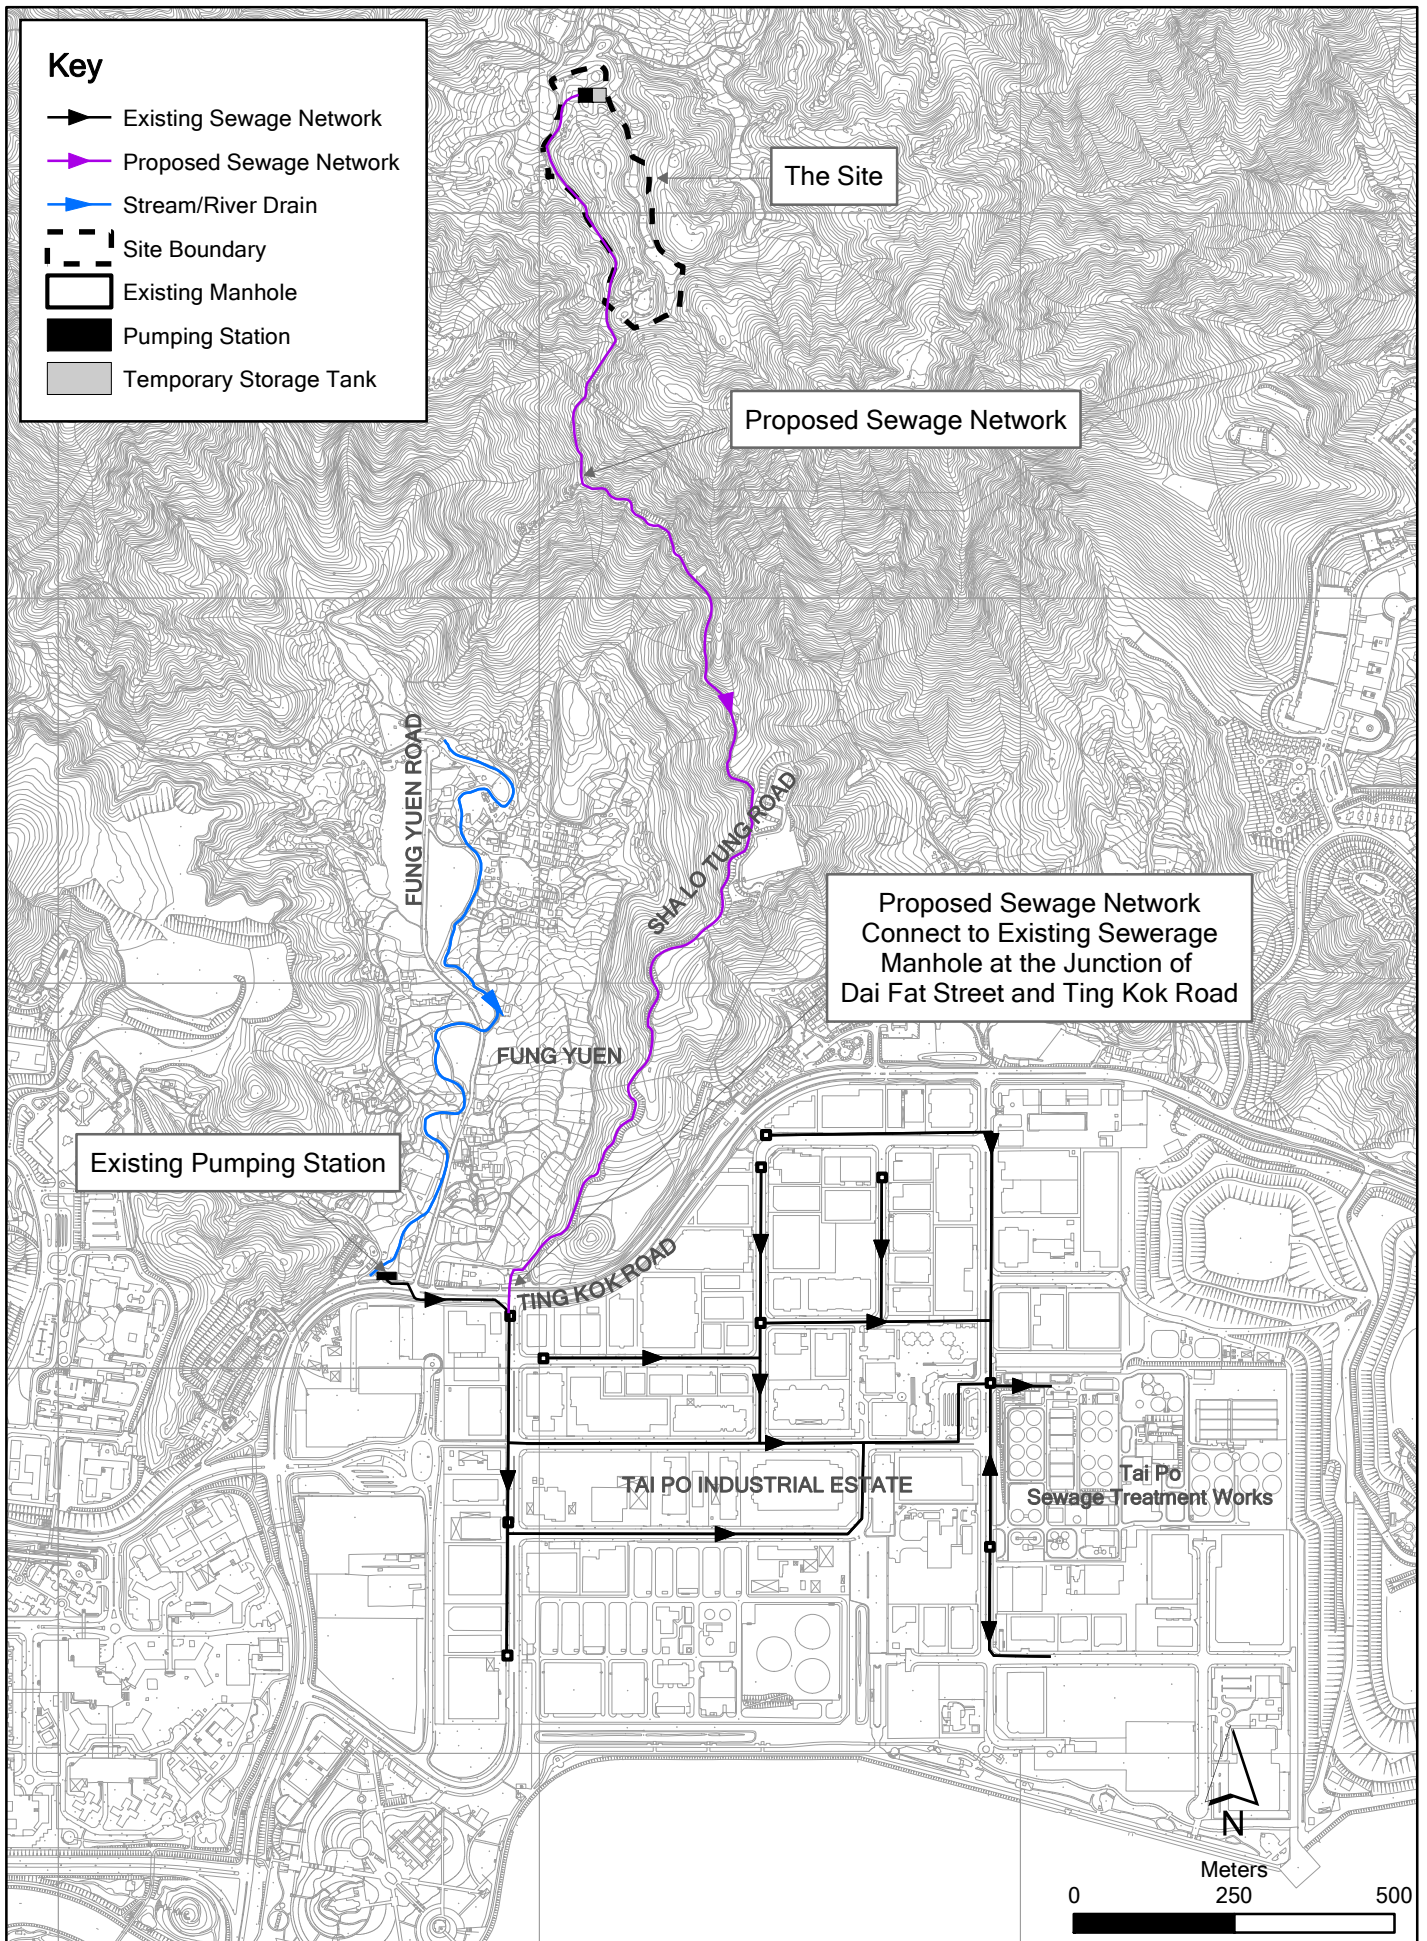 Key
Existing Sewage Network
Proposed Sewage Network
Stream/River Drain
Site Boundary
Existing Manhole
Pumping Station
Temporary Storage Tank
The Site
Proposed Sewage Network
FUNG YUEN ROAD
SHA LO TUNG ROAD
Proposed Sewage Network
Connect to Existing Sewerage
Manhole at the Junction of
Dai Fat Street and Ting Kok Road
FUNG YUEN
Existing Pumping Station
TING KOK ROAD
TAI PO INDUSTRIAL ESTATE
Tai Po
Sewage Treatment Works
N
Meters
0 250 500